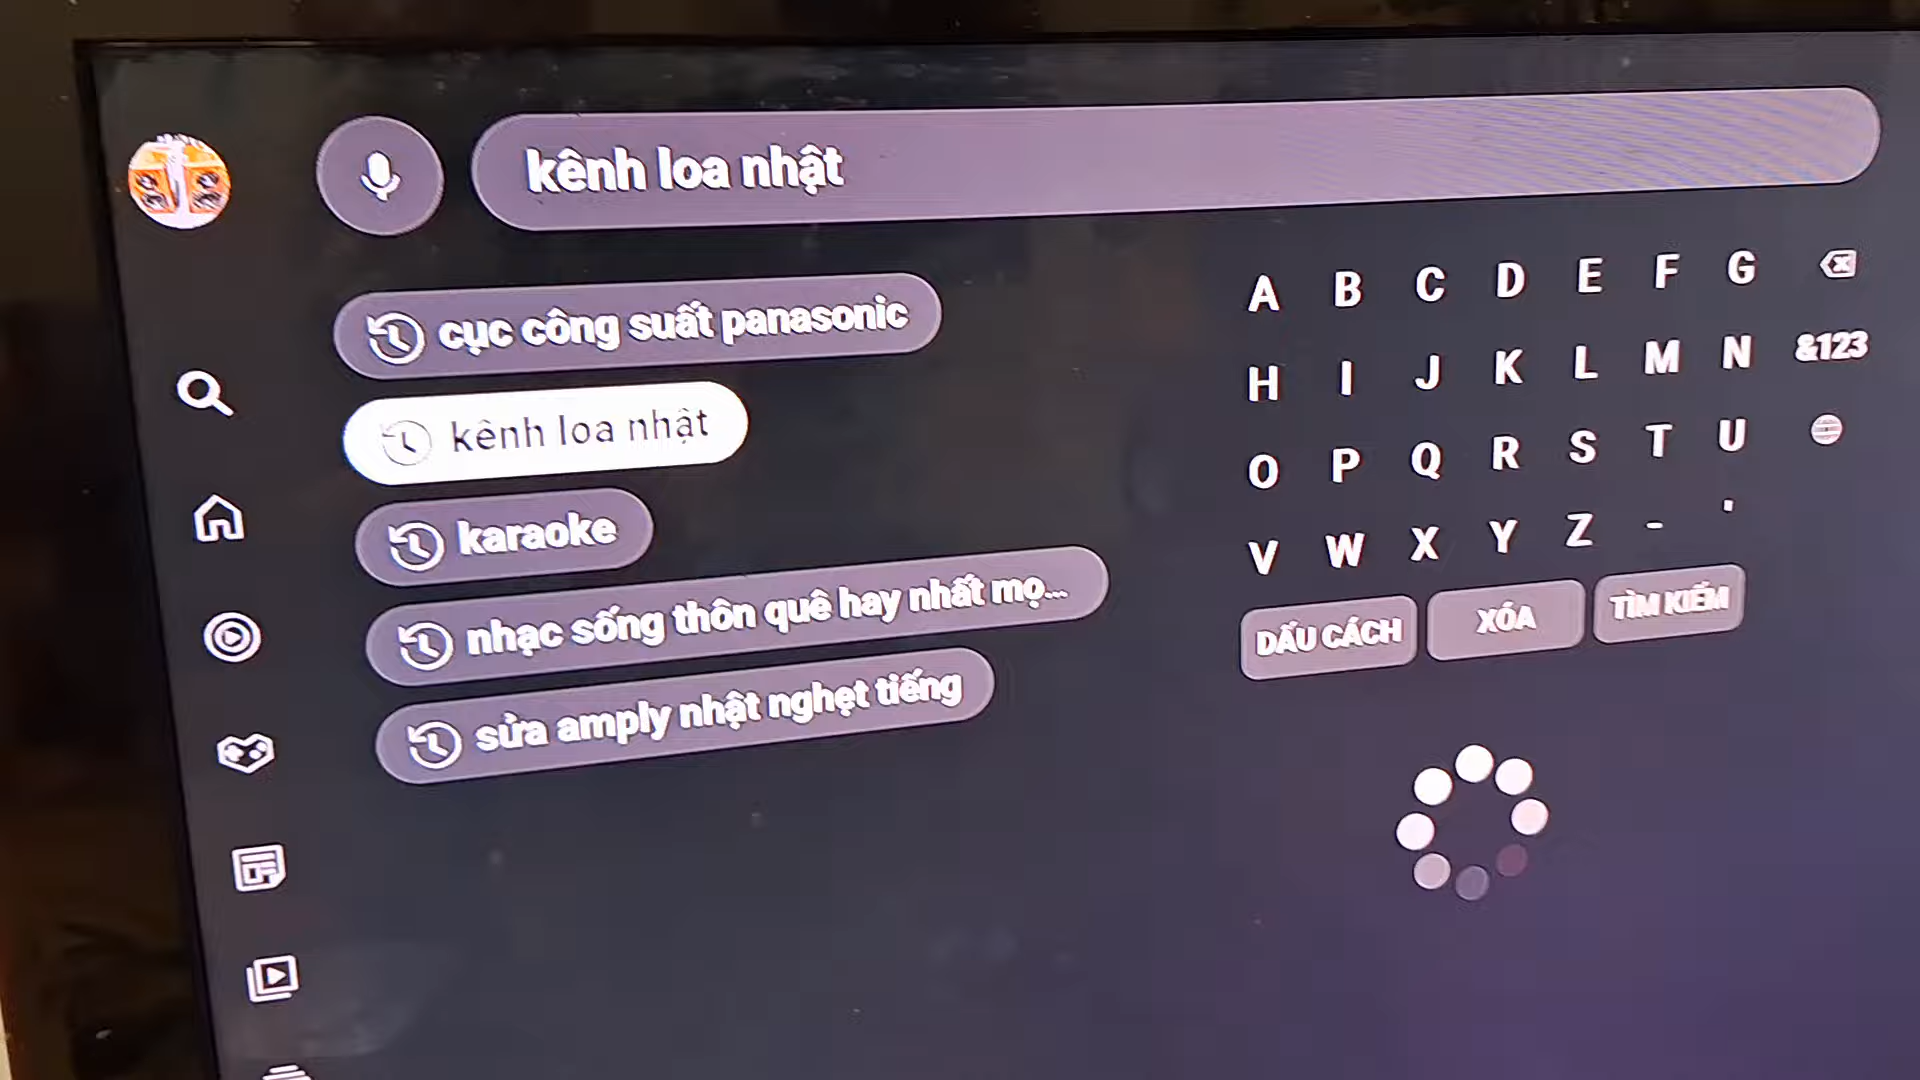 kênh loa nhật
cục công suất panasonic
kênh loa nhật
karaoke
nhạc sống thôn quê hay nhất mọ...
sửa amply nhật nghẹt tiếng
A B C D E F G
H I J K L M N &123
O P Q R S T U
V W X Y Z - '
DẤU CÁCH XÓA TÌM KIẾM